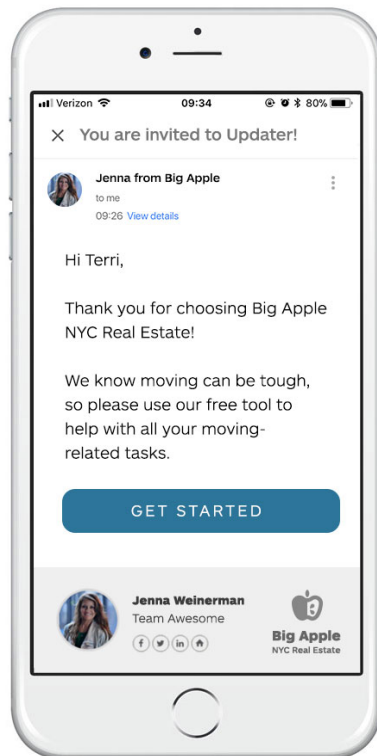 Verizon 09:34 80%
You are invited to Updater!
Jenna from Big Apple
to me
09:26 View details
Hi Terri,
Thank you for choosing Big Apple
NYC Real Estate!
We know moving can be tough,
so please use our free tool to
help with all your moving-
related tasks.
GET STARTED
Jenna Weinerman
Team Awesome
Big Apple
NYC Real Estate